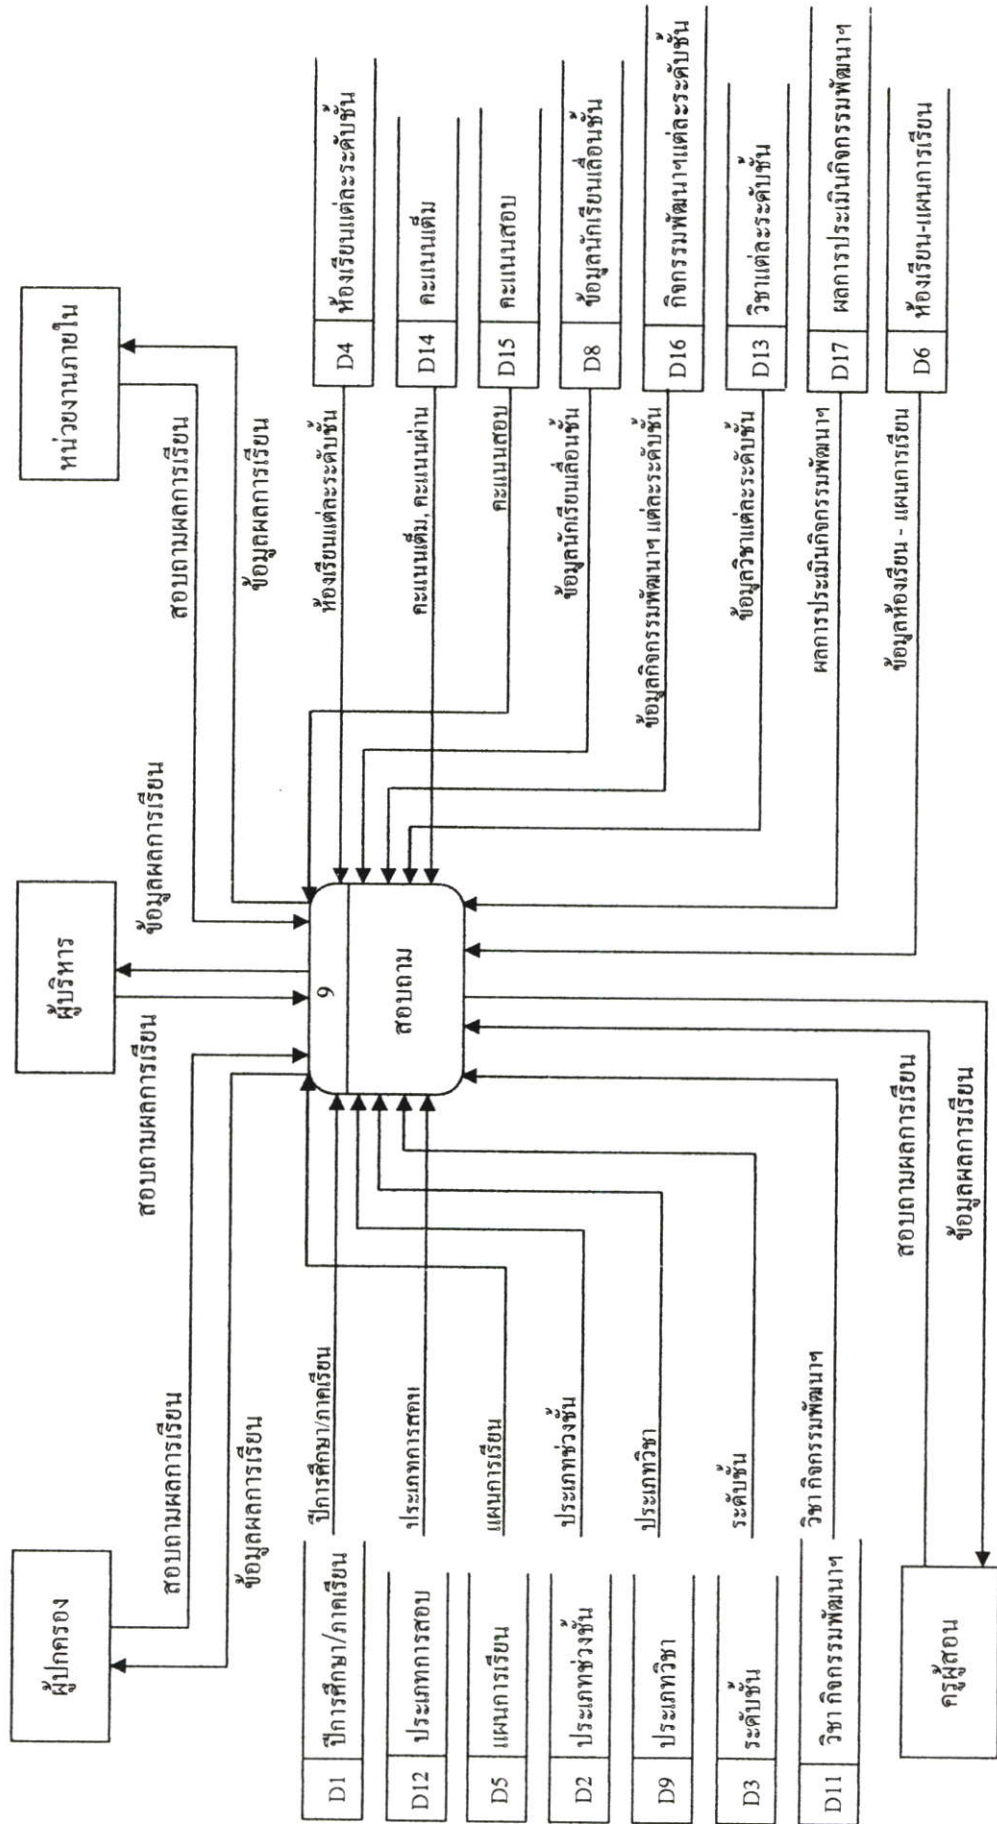 ผู้ปกครอง
ผู้บริหาร
หน่วยงานภายใน
สอบถามผลการเรียน
ข้อมูลผลการเรียน
สอบถามผลการเรียน
ข้อมูลผลการเรียน
สอบถามผลการเรียน
ข้อมูลผลการเรียน
9
สอบถาม
D1 ปีการศึกษา/ภาคเรียน
ปีการศึกษา/ภาคเรียน
D12 ประเภทการสอบ
ประเภทการสอบ
D5 แผนการเรียน
แผนการเรียน
D2 ประเภทช่วงชั้น
ประเภทช่วงชั้น
D9 ประเภทวิชา
ประเภทวิชา
D3 ระดับชั้น
ระดับชั้น
D11 วิชา กิจกรรมพัฒนาฯ
วิชา กิจกรรมพัฒนาฯ
ห้องเรียนแต่ละระดับชั้น
D4 ห้องเรียนแต่ละระดับชั้น
คะแนนเต็ม, คะแนนผ่าน
D14 คะแนนเต็ม
คะแนนสอบ
D15 คะแนนสอบ
ข้อมูลนักเรียนเลื่อนชั้น
D8 ข้อมูลนักเรียนเลื่อนชั้น
ข้อมูลกิจกรรมพัฒนาฯ แต่ละระดับชั้น
D16 กิจกรรมพัฒนาฯแต่ละระดับชั้น
ข้อมูลวิชาแต่ละระดับชั้น
D13 วิชาแต่ละระดับชั้น
ผลการประเมินกิจกรรมพัฒนาฯ
D17 ผลการประเมินกิจกรรมพัฒนาฯ
ข้อมูลห้องเรียน - แผนการเรียน
D6 ห้องเรียน-แผนการเรียน
ครูผู้สอน
สอบถามผลการเรียน
ข้อมูลผลการเรียน